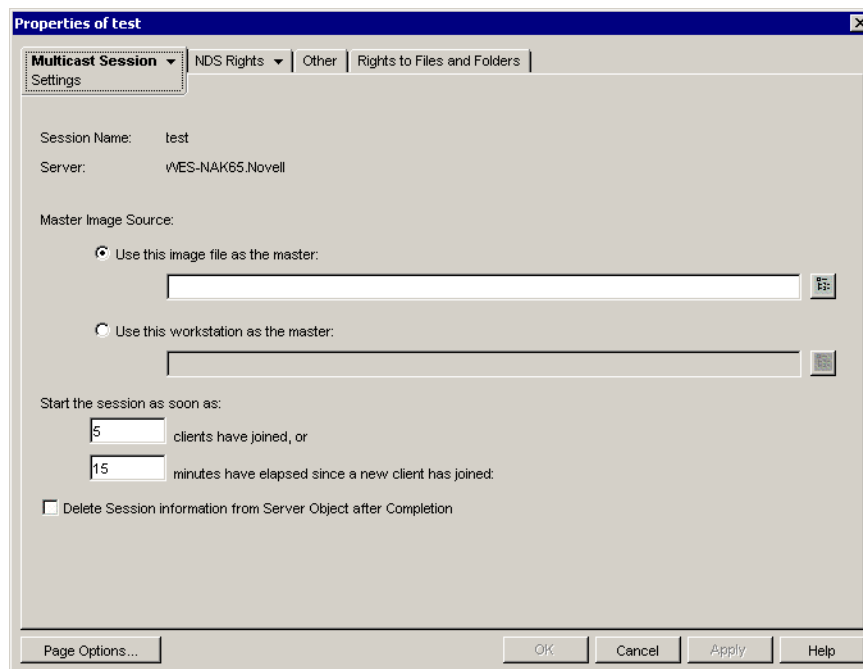 Properties of test
Multicast Session NDS Rights Other Rights to Files and Folders
Settings
Session Name: test
Server: WES-NAK65.Novell
Master Image Source:
Use this image file as the master:
Use this workstation as the master:
Start the session as soon as:
5 clients have joined, or
15 minutes have elapsed since a new client has joined:
Delete Session information from Server Object after Completion
Page Options... OK Cancel Apply Help